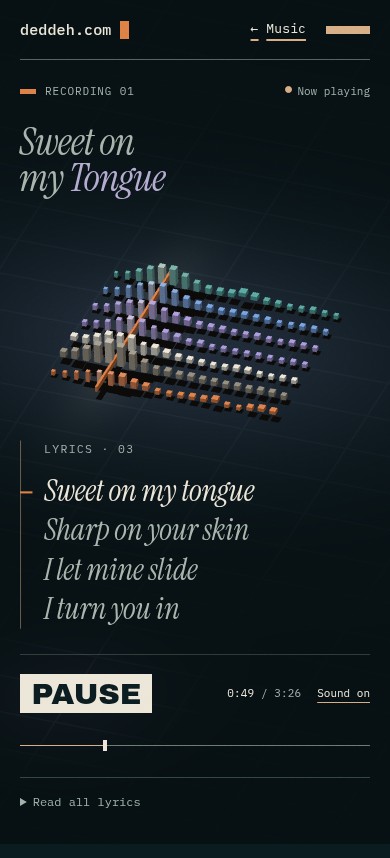 deddeh.com
← Music
RECORDING 01
Now playing
Sweet on
my Tongue
LYRICS · 03
Sweet on my tongue
Sharp on your skin
I let mine slide
I turn you in
PAUSE
0:49 / 3:26
Sound on
Read all lyrics